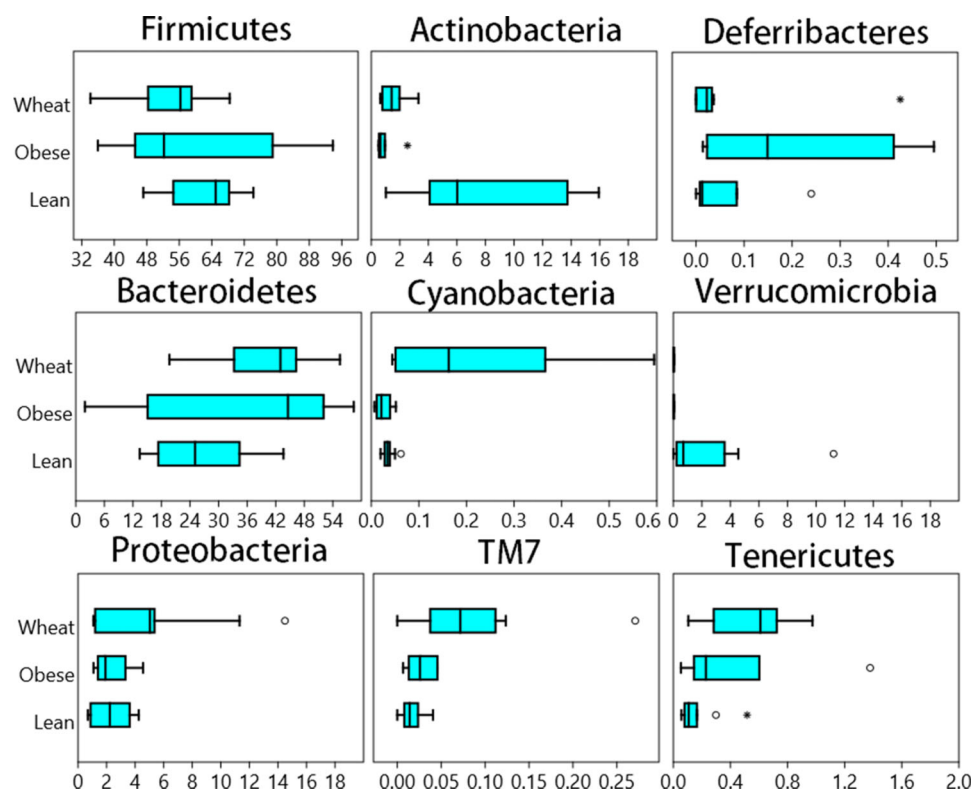 Firmicutes Actinobacteria Deferribacteres
Wheat
Obese
Lean
32 40 48 56 64 72 80 88 96 0 2 4 6 8 10 12 14 16 18 0.0 0.1 0.2 0.3 0.4 0.5
Bacteroidetes Cyanobacteria Verrucomicrobia
Wheat
Obese
Lean
0 6 12 18 24 30 36 42 48 54 0.0 0.1 0.2 0.3 0.4 0.5 0.6 0 2 4 6 8 10 12 14 16 18
Proteobacteria TM7 Tenericutes
Wheat
Obese
Lean
0 2 4 6 8 10 12 14 16 18 0.00 0.05 0.10 0.15 0.20 0.25 0.0 0.4 0.8 1.2 1.6 2.0